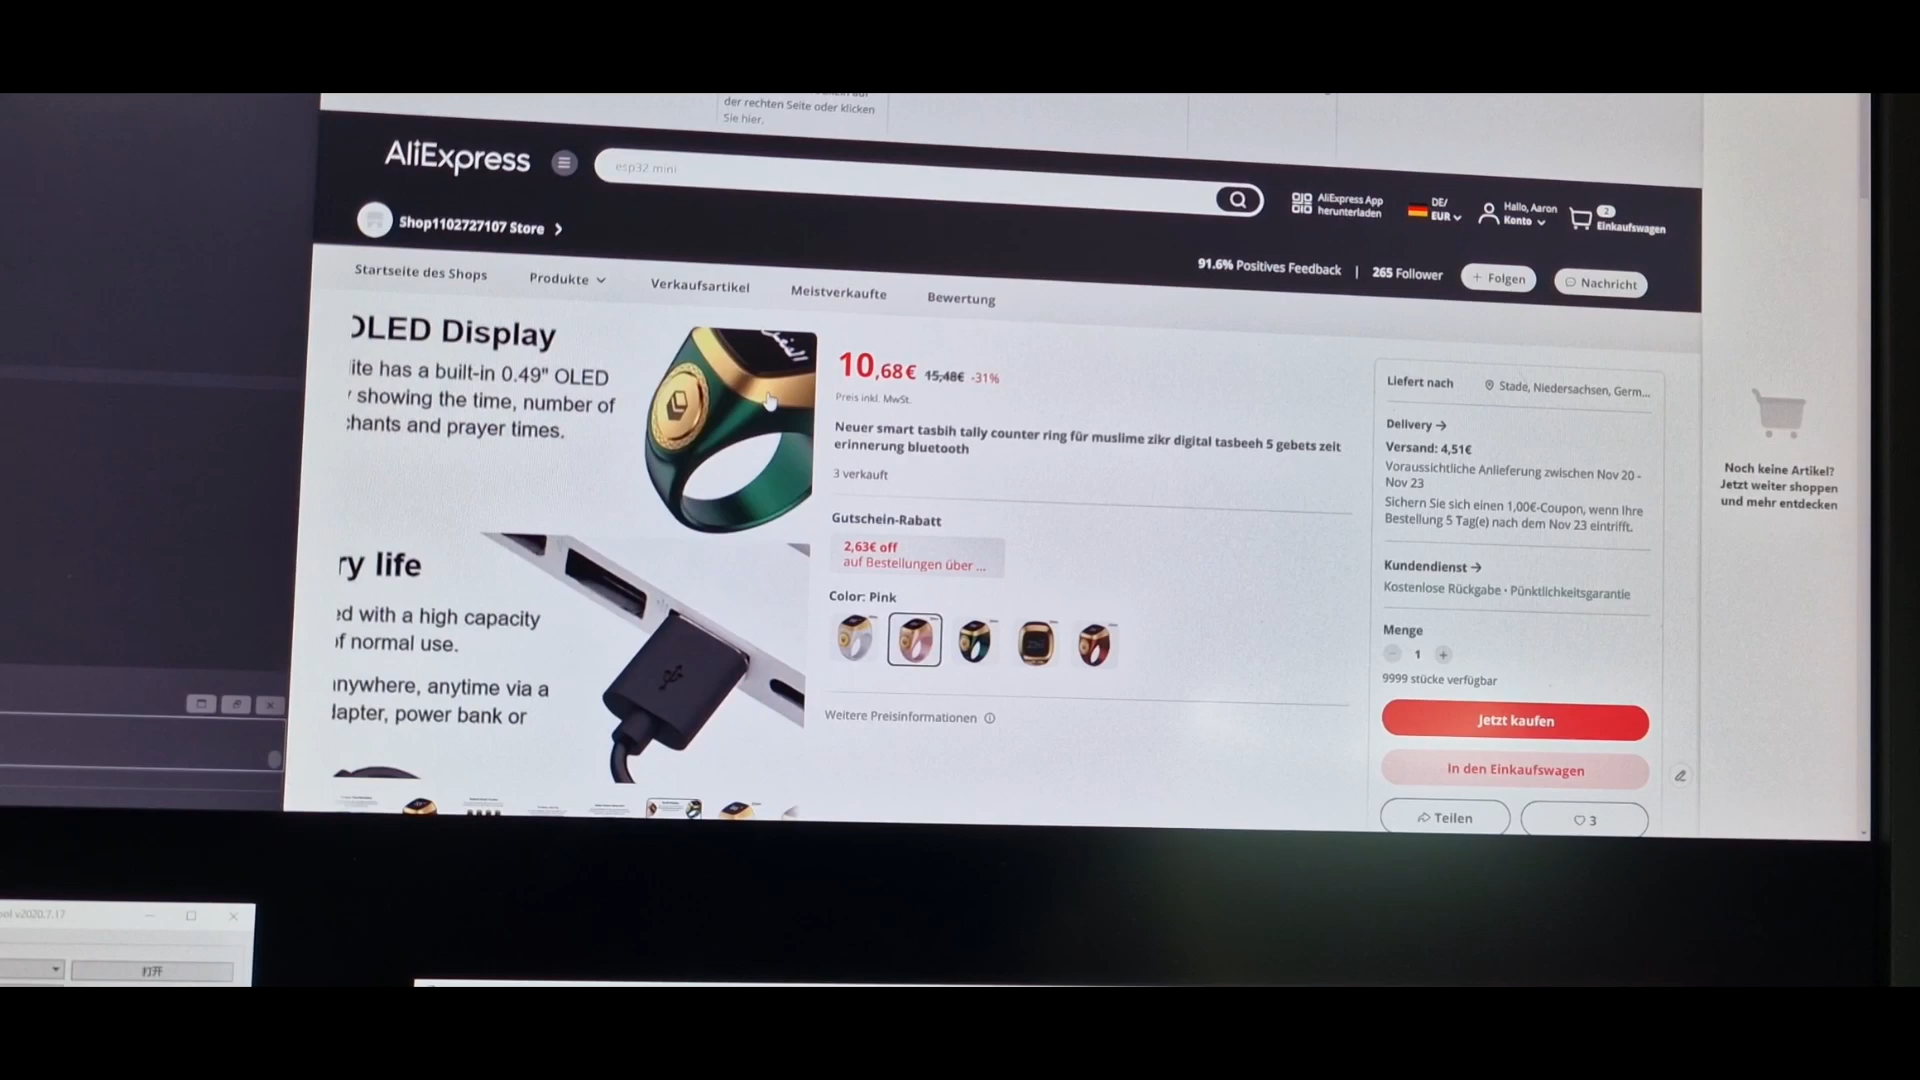 der rechten Seite oder klicken
Sie hier.
AliExpress
esp32 mini
AliExpress App
herunterladen
DE/
EUR
Hallo, Aaron
Konto
2
Einkaufswagen
Shop1102727107 Store
91.6% Positives Feedback | 265 Follower
+ Folgen
Nachricht
Startseite des Shops
Produkte
Verkaufsartikel
Meistverkaufte
Bewertung
OLED Display
ite has a built-in 0.49" OLED
showing the time, number of
chants and prayer times.
ry life
ed with a high capacity
of normal use.
anywhere, anytime via a
dapter, power bank or
10,68€ 15,48€ -31%
Preis inkl. MwSt.
Neuer smart tasbih tally counter ring für muslime zikr digital tasbeeh 5 gebets zeit
erinnerung bluetooth
3 verkauft
Gutschein-Rabatt
2,63€ off
auf Bestellungen über ...
Color: Pink
Weitere Preisinformationen
Liefert nach
Stade, Niedersachsen, Germ...
Delivery
Versand: 4,51€
Voraussichtliche Anlieferung zwischen Nov 20 -
Nov 23
Sichern Sie sich einen 1,00€-Coupon, wenn Ihre
Bestellung 5 Tag(e) nach dem Nov 23 eintrifft.
Kundendienst
Kostenlose Rückgabe • Pünktlichkeitsgarantie
Menge
− 1 +
9999 stücke verfügbar
Jetzt kaufen
In den Einkaufswagen
Teilen
3
Noch keine Artikel?
Jetzt weiter shoppen
und mehr entdecken
ool v2020.7.17
打开